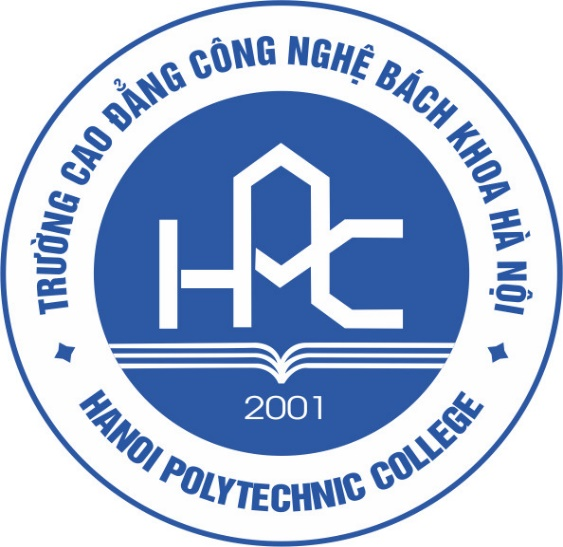 TRƯỜNG CAO ĐẲNG CÔNG NGHỆ BÁCH KHOA HÀ NỘI
HPC
2001
HANOI POLYTECHNIC COLLEGE